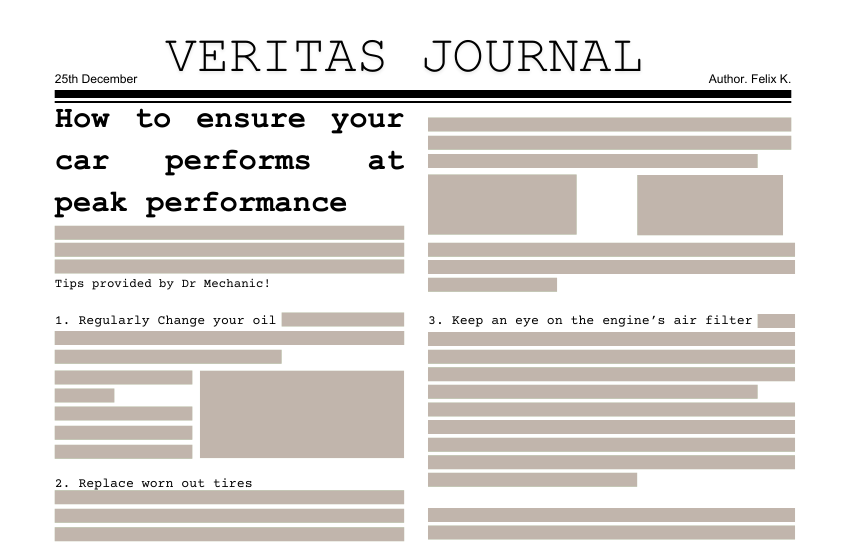 VERITAS JOURNAL
25th December
Author. Felix K.
How to ensure your
car performs at
peak performance
Tips provided by Dr Mechanic!
1. Regularly Change your oil
2. Replace worn out tires
3. Keep an eye on the engine’s air filter